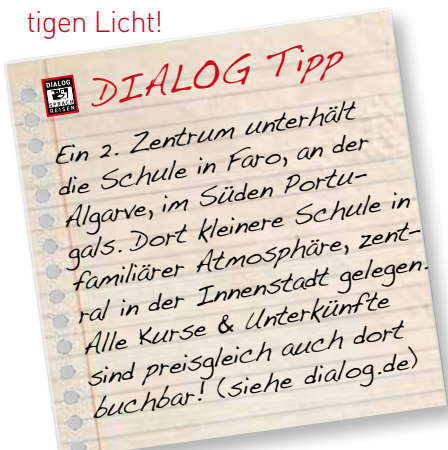 tigen Licht!
DIALOG
SPRACH
REISEN
DIALOG Tipp
Ein 2. Zentrum unterhält
die Schule in Faro, an der
Algarve, im Süden Portu-
gals. Dort kleinere Schule in
familiärer Atmosphäre, zent-
ral in der Innenstadt gelegen.
Alle Kurse & Unterkünfte
sind preisgleich auch dort
buchbar! (siehe dialog.de)